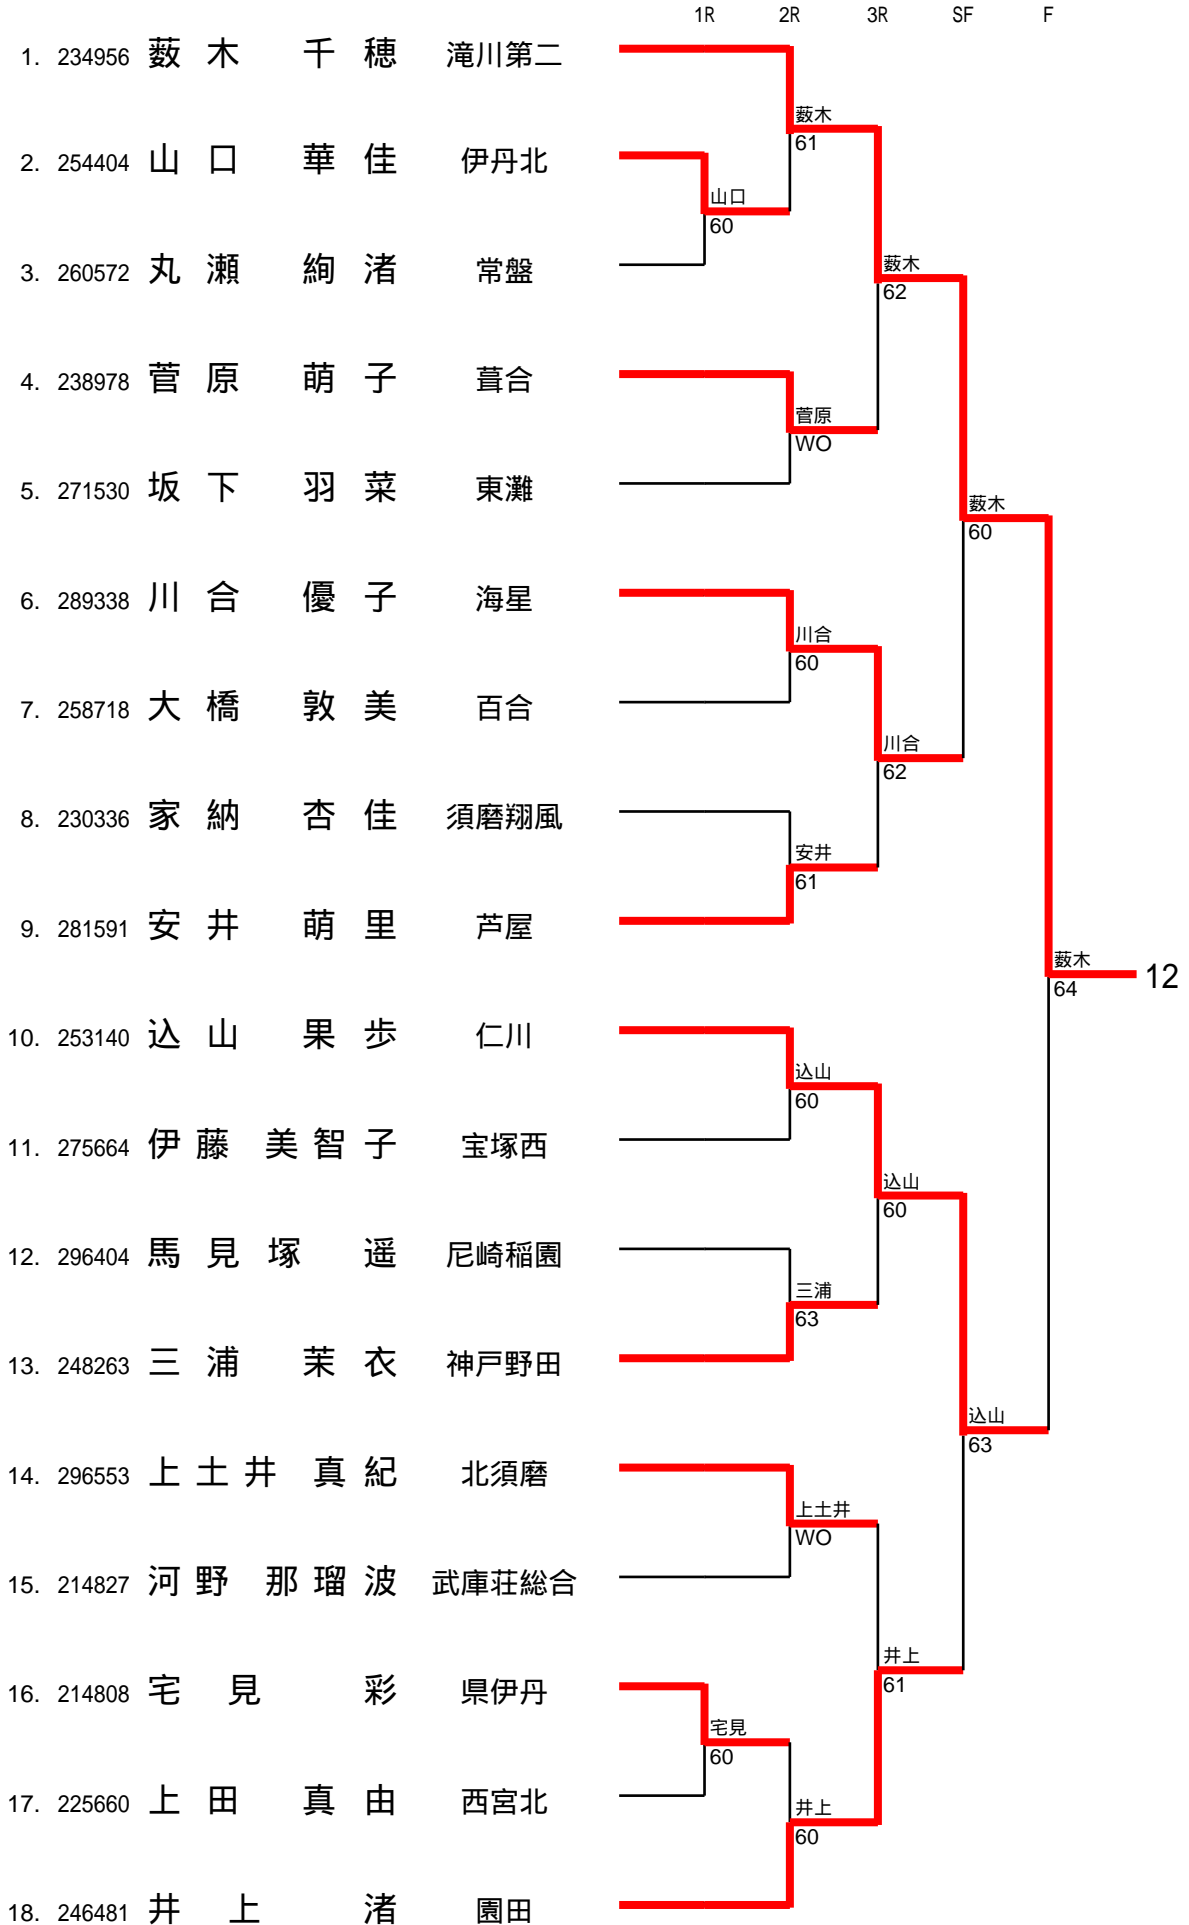 1R 2R 3R SF F
1. 234956 薮木 千穂 滝川第二
薮木
61
2. 254404 山口 華佳 伊丹北
山口
60
3. 260572 丸瀬 絢渚 常盤
薮木
62
4. 238978 菅原 萌子 葺合
菅原
WO
5. 271530 坂下 羽菜 東灘
薮木
60
6. 289338 川合 優子 海星
川合
60
7. 258718 大橋 敦美 百合
川合
62
8. 230336 家納 杏佳 須磨翔風
安井
61
9. 281591 安井 萌里 芦屋
薮木
64
12
10. 253140 込山 果歩 仁川
込山
60
11. 275664 伊藤 美智子 宝塚西
込山
60
12. 296404 馬見塚 遥 尼崎稲園
三浦
63
13. 248263 三浦 茉衣 神戸野田
込山
63
14. 296553 上土井 真紀 北須磨
上土井
WO
15. 214827 河野 那瑠波 武庫荘総合
井上
61
16. 214808 宅見 彩 県伊丹
宅見
60
17. 225660 上田 真由 西宮北
井上
60
18. 246481 井上 渚 園田